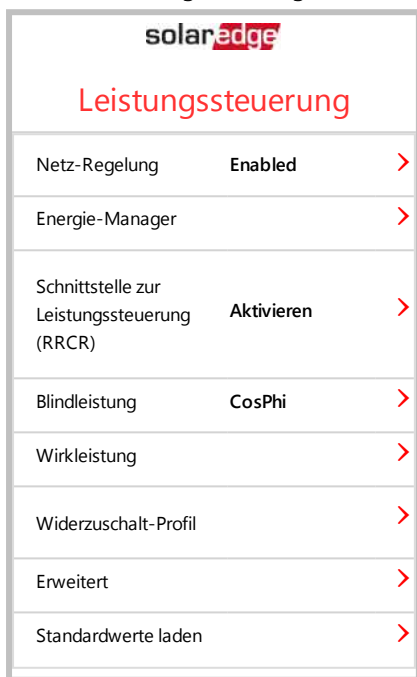 solaredge
Leistungssteuerung
Netz-Regelung Enabled
Energie-Manager
Schnittstelle zur
Leistungssteuerung Aktivieren
(RRCR)
Blindleistung CosPhi
Wirkleistung
Widerzuschalt-Profil
Erweitert
Standardwerte laden